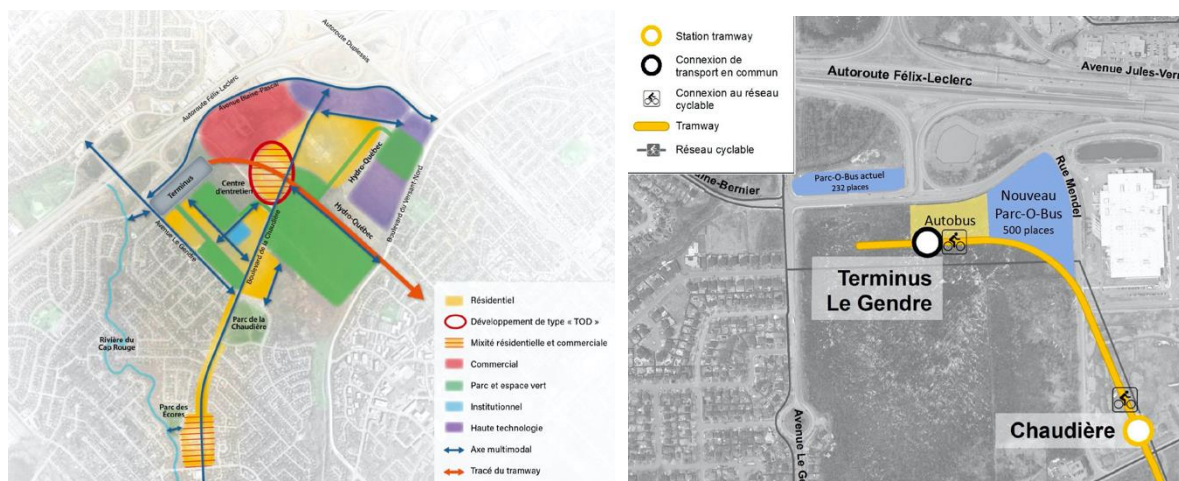 Autoroute Duplessis
Autoroute Félix-Leclerc
Avenue Blaise-Pascal
Terminus
Centre
d'entretien
Hydro-Québec
Hydro-Québec
Boulevard du Versant-Nord
Avenue Le Gendre
Boulevard de la Chaudière
Parc de la
Chaudière
Rivière du
Cap Rouge
Parc des
Écores
Résidentiel
Développement de type « TOD »
Mixité résidentielle et commerciale
Commercial
Parc et espace vert
Institutionnel
Haute technologie
Axe multimodal
Tracé du tramway
Station tramway
Connexion de
transport en commun
Connexion au réseau
cyclable
Tramway
Réseau cyclable
Autoroute Félix-Leclerc
Avenue Jules-Vern
ne-Bernier
Parc-O-Bus actuel
232 places
Rue Mendel
Nouveau
Parc-O-Bus
500 places
Autobus
Terminus
Le Gendre
Avenue Le Ge
Chaudière